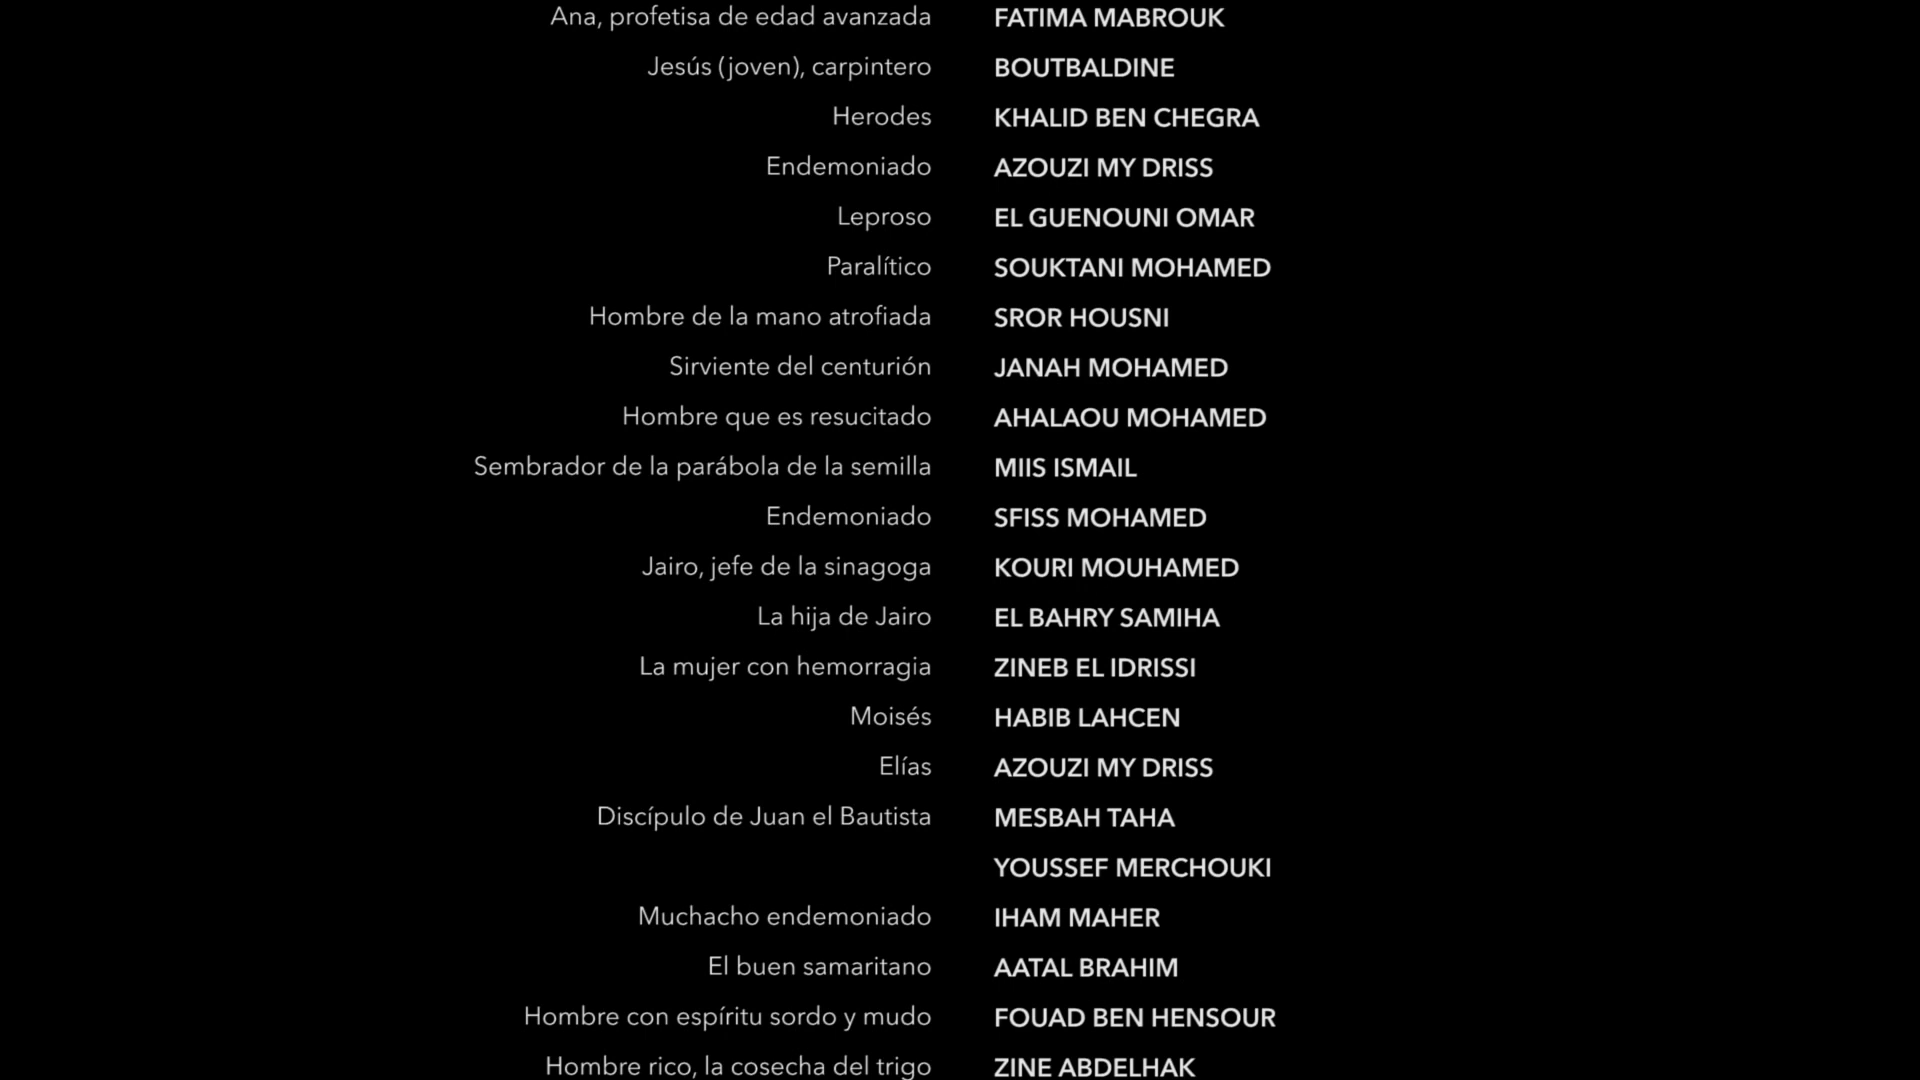 Ana, profetisa de edad avanzada FATIMA MABROUK
Jesús (joven), carpintero BOUTBALDINE
Herodes KHALID BEN CHEGRA
Endemoniado AZOUZI MY DRISS
Leproso EL GUENOUNI OMAR
Paralítico SOUKTANI MOHAMED
Hombre de la mano atrofiada SROR HOUSNI
Sirviente del centurión JANAH MOHAMED
Hombre que es resucitado AHALAOU MOHAMED
Sembrador de la parábola de la semilla MIIS ISMAIL
Endemoniado SFISS MOHAMED
Jairo, jefe de la sinagoga KOURI MOUHAMED
La hija de Jairo EL BAHRY SAMIHA
La mujer con hemorragia ZINEB EL IDRISSI
Moisés HABIB LAHCEN
Elías AZOUZI MY DRISS
Discípulo de Juan el Bautista MESBAH TAHA
YOUSSEF MERCHOUKI
Muchacho endemoniado IHAM MAHER
El buen samaritano AATAL BRAHIM
Hombre con espíritu sordo y mudo FOUAD BEN HENSOUR
Hombre rico, la cosecha del trigo ZINE ABDELHAK